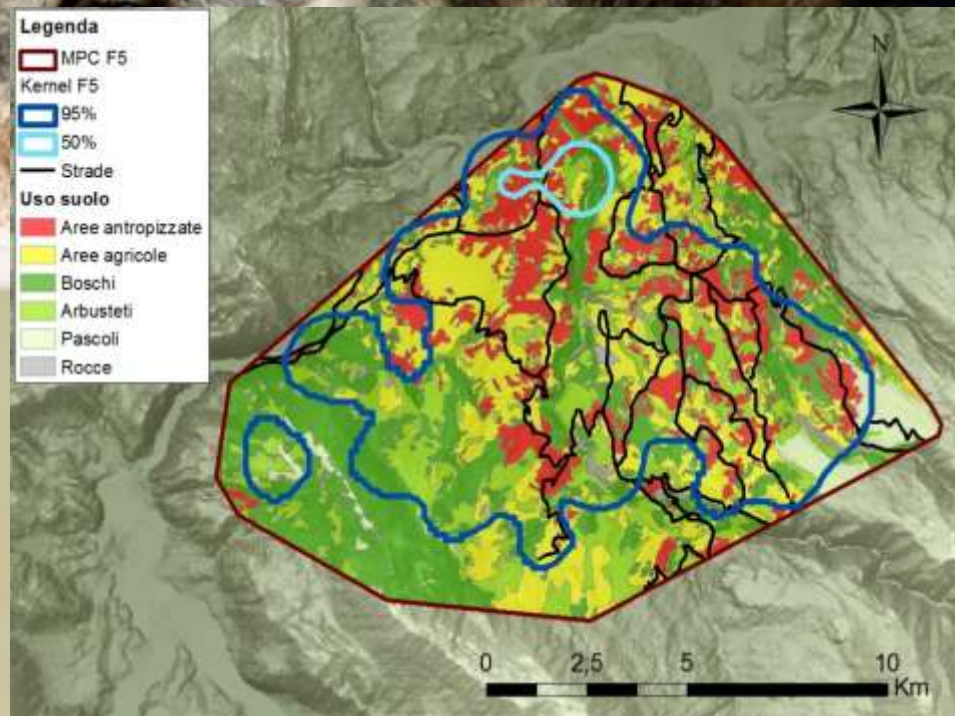 Legenda
MPC F5
Kernel F5
95%
50%
Strade
Uso suolo
Aree antropizzate
Aree agricole
Boschi
Arbusteti
Pascoli
Rocce
N
0 2,5 5 10
Km